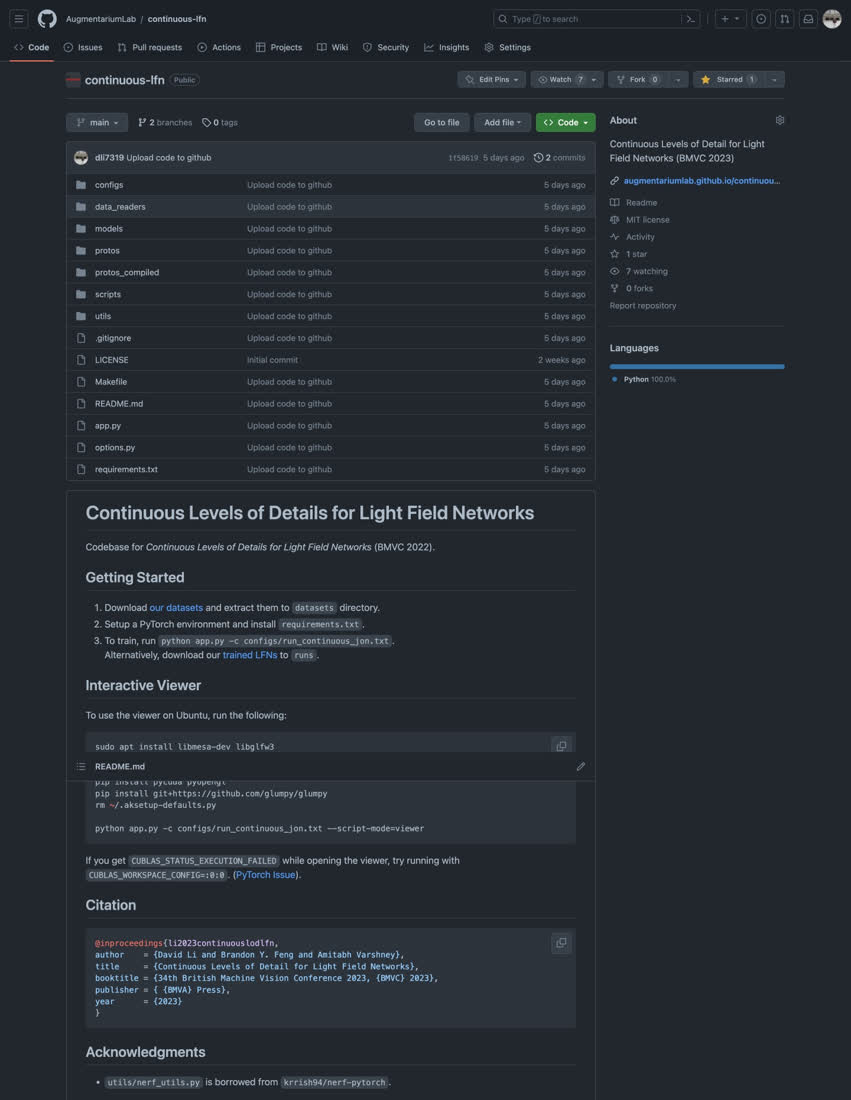 AugmentariumLab / continuous-lfn
Type / to search
Code Issues Pull requests Actions Projects Wiki Security Insights Settings
continuous-lfn Public
Edit Pins Watch 7 Fork 0 Starred 1
main 2 branches 0 tags Go to file Add file Code
dli7319 Upload code to github 1f58619 5 days ago 2 commits
configs Upload code to github 5 days ago
data_readers Upload code to github 5 days ago
models Upload code to github 5 days ago
protos Upload code to github 5 days ago
protos_compiled Upload code to github 5 days ago
scripts Upload code to github 5 days ago
utils Upload code to github 5 days ago
.gitignore Upload code to github 5 days ago
LICENSE Initial commit 2 weeks ago
Makefile Upload code to github 5 days ago
README.md Upload code to github 5 days ago
app.py Upload code to github 5 days ago
options.py Upload code to github 5 days ago
requirements.txt Upload code to github 5 days ago
About
Continuous Levels of Detail for Light
Field Networks (BMVC 2023)
augmentariumlab.github.io/continuou...
Readme
MIT license
Activity
1 star
7 watching
0 forks
Report repository
Languages
Python 100.0%
Continuous Levels of Details for Light Field Networks
Codebase for Continuous Levels of Details for Light Field Networks (BMVC 2022).
Getting Started
1. Download our datasets and extract them to datasets directory.
2. Setup a PyTorch environment and install requirements.txt.
3. To train, run python app.py -c configs/run_continuous_jon.txt.
Alternatively, download our trained LFNs to runs.
Interactive Viewer
To use the viewer on Ubuntu, run the following:
sudo apt install libmesa-dev libglfw3
README.md
pip install pycuda pyopengl
pip install git+https://github.com/glumpy/glumpy
rm ~/.aksetup-defaults.py
python app.py -c configs/run_continuous_jon.txt --script-mode=viewer
If you get CUBLAS_STATUS_EXECUTION_FAILED while opening the viewer, try running with
CUBLAS_WORKSPACE_CONFIG=:0:0. (PyTorch Issue).
Citation
@inproceedings{li2023continuouslodlfn,
author = {David Li and Brandon Y. Feng and Amitabh Varshney},
title = {Continuous Levels of Detail for Light Field Networks},
booktitle = {34th British Machine Vision Conference 2023, {BMVC} 2023},
publisher = { {BMVA} Press},
year = {2023}
}
Acknowledgments
• utils/nerf_utils.py is borrowed from krrish94/nerf-pytorch.